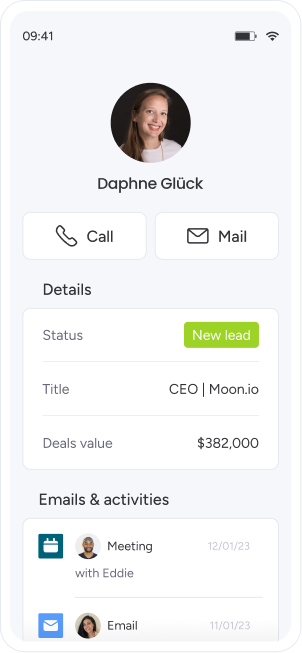 09:41
Daphne Glück
Call Mail
Details
Status New lead
Title CEO | Moon.io
Deals value $382,000
Emails & activities
Meeting 12/01/23
with Eddie
Email 11/01/23